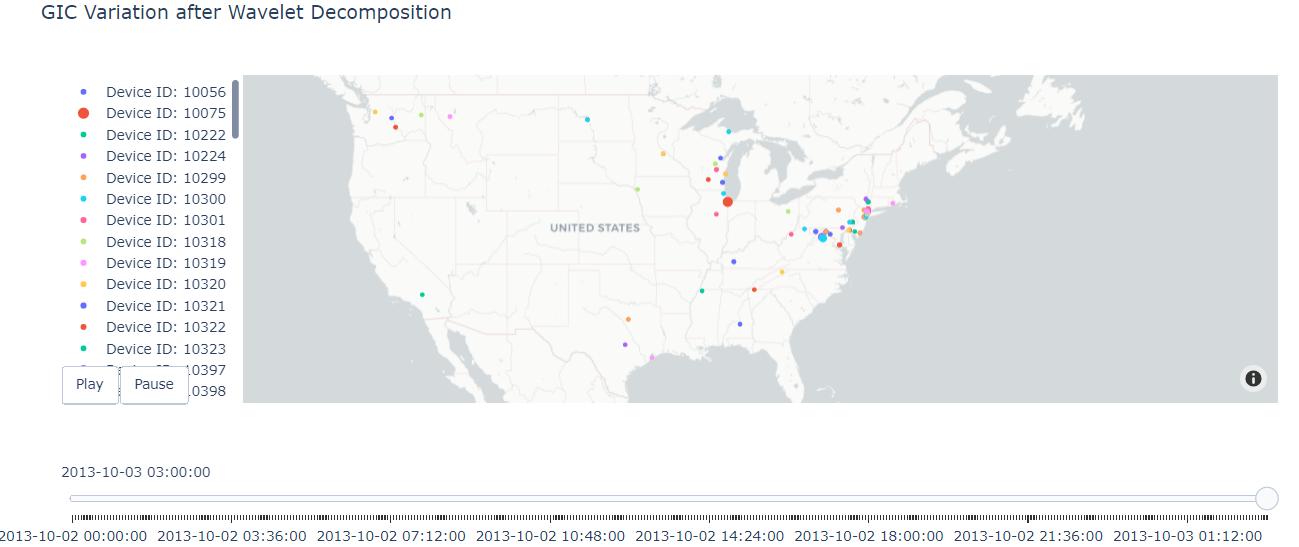 GIC Variation after Wavelet Decomposition
Device ID: 10056
Device ID: 10075
Device ID: 10222
Device ID: 10224
Device ID: 10299
Device ID: 10300
Device ID: 10301
Device ID: 10318
Device ID: 10319
Device ID: 10320
Device ID: 10321
Device ID: 10322
Device ID: 10323
UNITED STATES
Play Pause
2013-10-03 03:00:00
2013-10-02 00:00:00 2013-10-02 03:36:00 2013-10-02 07:12:00 2013-10-02 10:48:00 2013-10-02 14:24:00 2013-10-02 18:00:00 2013-10-02 21:36:00 2013-10-03 01:12:00